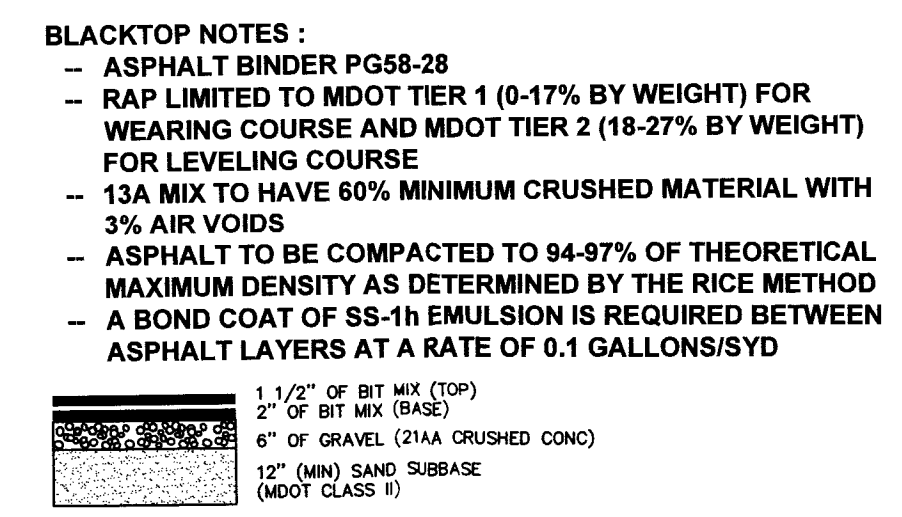 BLACKTOP NOTES :
-- ASPHALT BINDER PG58-28
-- RAP LIMITED TO MDOT TIER 1 (0-17% BY WEIGHT) FOR
WEARING COURSE AND MDOT TIER 2 (18-27% BY WEIGHT)
FOR LEVELING COURSE
-- 13A MIX TO HAVE 60% MINIMUM CRUSHED MATERIAL WITH
3% AIR VOIDS
-- ASPHALT TO BE COMPACTED TO 94-97% OF THEORETICAL
MAXIMUM DENSITY AS DETERMINED BY THE RICE METHOD
-- A BOND COAT OF SS-1h EMULSION IS REQUIRED BETWEEN
ASPHALT LAYERS AT A RATE OF 0.1 GALLONS/SYD
1 1/2" OF BIT MIX (TOP)
2" OF BIT MIX (BASE)
6" OF GRAVEL (21AA CRUSHED CONC)
12" (MIN) SAND SUBBASE
(MDOT CLASS II)